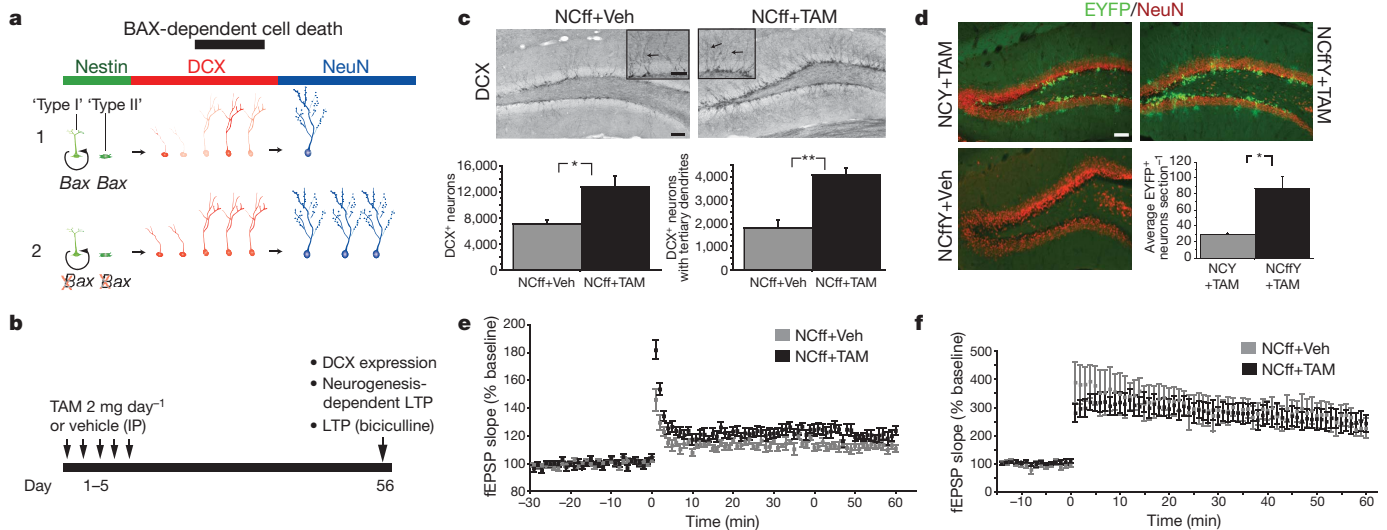 a
BAX-dependent cell death
Nestin DCX NeuN
'Type I' 'Type II'
1
Bax Bax
2
Bax Bax
b
TAM 2 mg day–1
or vehicle (IP)
• DCX expression
• Neurogenesis-
dependent LTP
• LTP (biciculline)
Day 1–5 56
c
NCff+Veh NCff+TAM
DCX
DCX+ neurons
16,000
12,000
8,000
4,000
0
*
NCff+Veh NCff+TAM
DCX+ neurons
with tertiary dendrites
4,000
3,000
2,000
1,000
0
**
NCff+Veh NCff+TAM
d
EYFP/NeuN
NCY+TAM
NCffY+TAM
NCffY+Veh
Average EYFP+
neurons section–1
120
100
80
60
40
20
0
*
NCY
+TAM
NCffY
+TAM
e
fEPSP slope (% baseline)
200
180
160
140
120
100
80
NCff+Veh
NCff+TAM
–30 –20 –10 0 10 20 30 40 50 60
Time (min)
f
fEPSP slope (% baseline)
500
400
300
200
100
0
NCff+Veh
NCff+TAM
–10 0 10 20 30 40 50 60
Time (min)